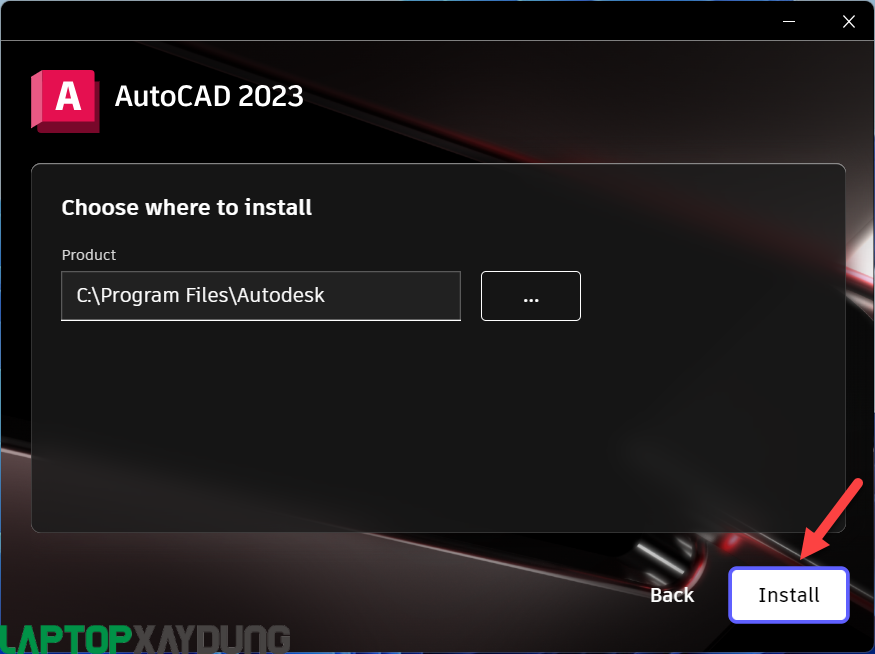 A AutoCAD 2023
Choose where to install
Product
C:\Program Files\Autodesk
...
Back
Install
LAPTOPXAYDUNG